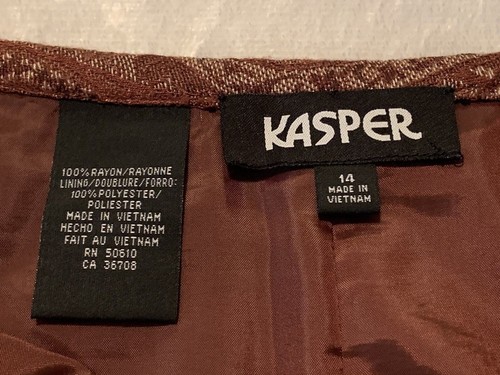 100% RAYON/RAYONNE
LINING/DOUBLURE/FORRO:
100% POLYESTER/
POLIESTER
MADE IN VIETNAM
HECHO EN VIETNAM
FAIT AU VIETNAM
RN 50610
CA 36708
KASPER
14
MADE IN
VIETNAM